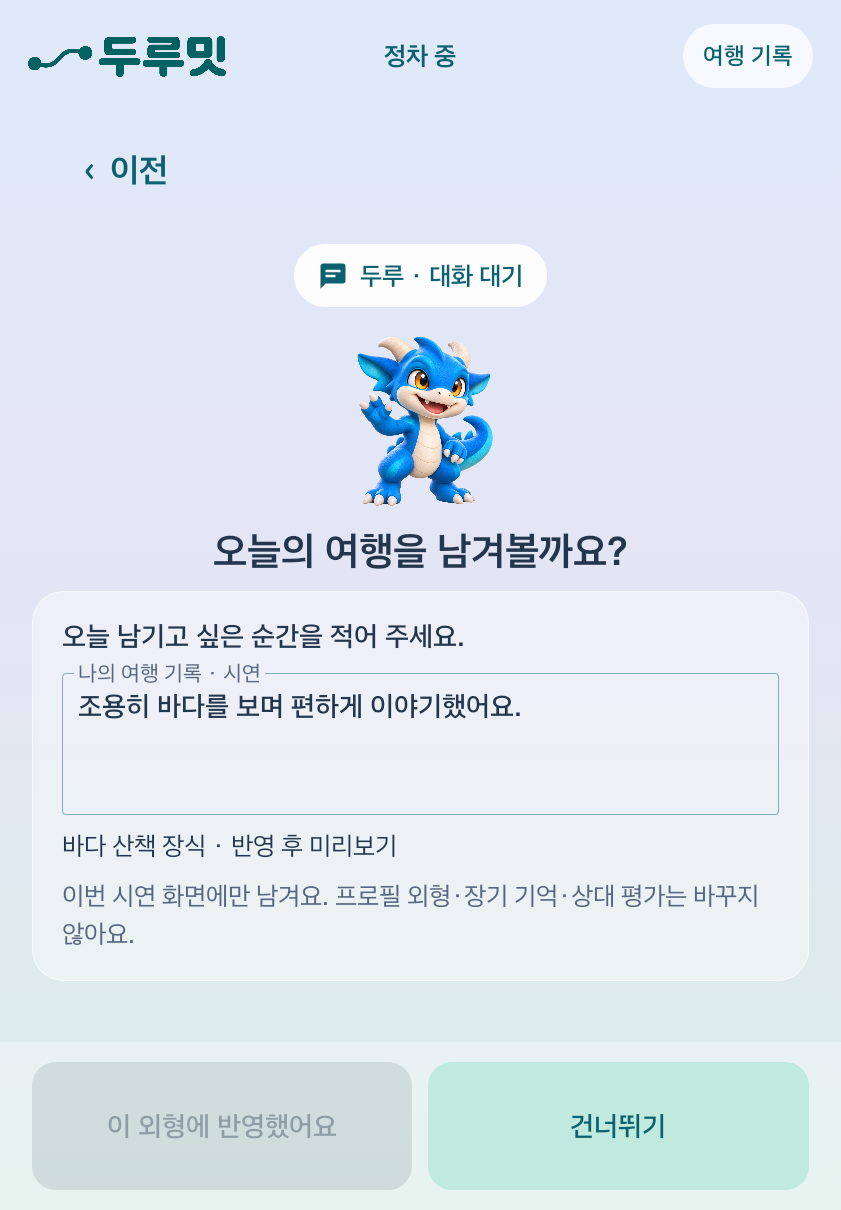 두루밋
정차 중
여행 기록
‹ 이전
두루 · 대화 대기
오늘의 여행을 남겨볼까요?
오늘 남기고 싶은 순간을 적어 주세요.
나의 여행 기록 · 시연
조용히 바다를 보며 편하게 이야기했어요.
바다 산책 장식 · 반영 후 미리보기
이번 시연 화면에만 남겨요. 프로필 외형·장기 기억·상대 평가는 바꾸지
않아요.
이 외형에 반영했어요
건너뛰기